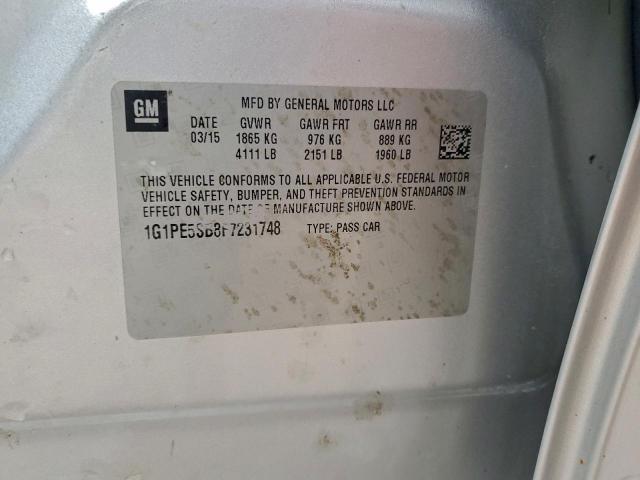 GM
MFD BY GENERAL MOTORS LLC
DATE GVWR GAWR FRT GAWR RR
03/15 1865 KG 976 KG 889 KG
4111 LB 2151 LB 1960 LB
THIS VEHICLE CONFORMS TO ALL APPLICABLE U.S. FEDERAL MOTOR
VEHICLE SAFETY, BUMPER, AND THEFT PREVENTION STANDARDS IN
EFFECT ON THE DATE OF MANUFACTURE SHOWN ABOVE.
1G1PE5SB8F7231748 TYPE: PASS CAR